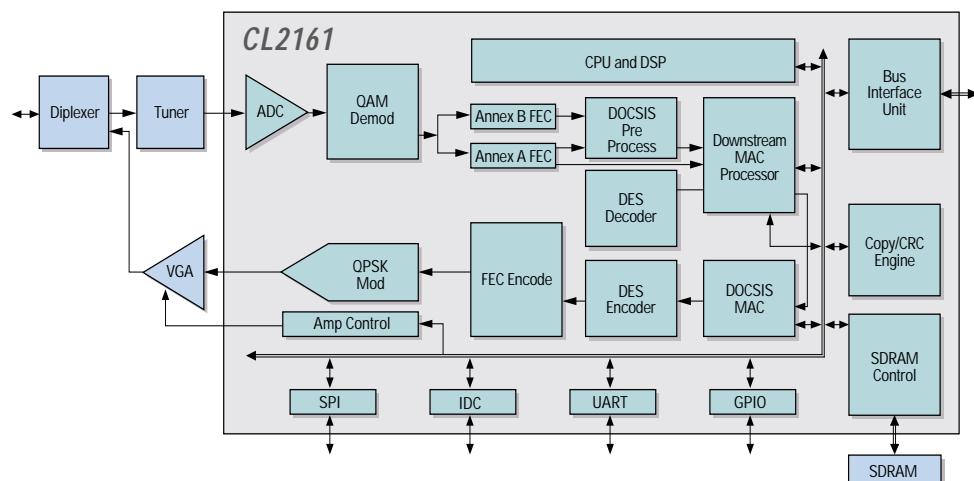 CL2161
CPU and DSP
Bus
Interface
Unit
Diplexer
Tuner
ADC
QAM
Demod
Annex B FEC
Annex A FEC
DOCSIS
Pre
Process
Downstream
MAC
Processor
DES
Decoder
Copy/CRC
Engine
VGA
QPSK
Mod
FEC Encode
DES
Encoder
DOCSIS
MAC
Amp Control
SDRAM
Control
SPI
IDC
UART
GPIO
SDRAM